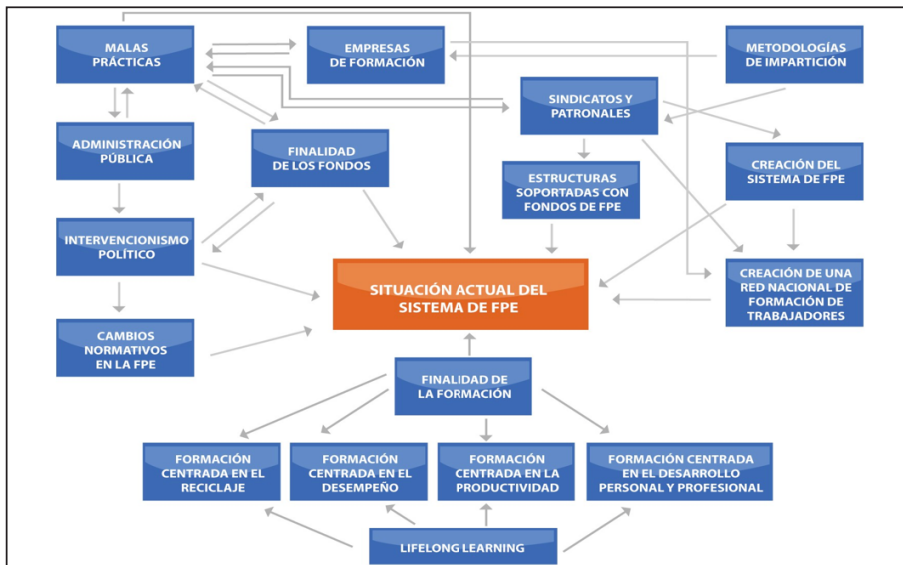 MALAS
PRÁCTICAS
EMPRESAS
DE FORMACIÓN
METODOLOGÍAS
DE IMPARTICIÓN
SINDICATOS Y
PATRONALES
ADMINISTRACIÓN
PÚBLICA
FINALIDAD
DE LOS FONDOS
CREACIÓN DEL
SISTEMA DE FPE
ESTRUCTURAS
SOPORTADAS CON
FONDOS DE FPE
INTERVENCIONISMO
POLÍTICO
SITUACIÓN ACTUAL DEL
SISTEMA DE FPE
CREACIÓN DE UNA
RED NACIONAL DE
FORMACIÓN DE
TRABAJADORES
CAMBIOS
NORMATIVOS
EN LA FPE
FINALIDAD DE
LA FORMACIÓN
FORMACIÓN
CENTRADA EN EL
RECICLAJE
FORMACIÓN
CENTRADA EN EL
DESEMPEÑO
FORMACIÓN
CENTRADA EN LA
PRODUCTIVIDAD
FORMACIÓN CENTRADA
EN EL DESARROLLO
PERSONAL Y PROFESIONAL
LIFELONG LEARNING